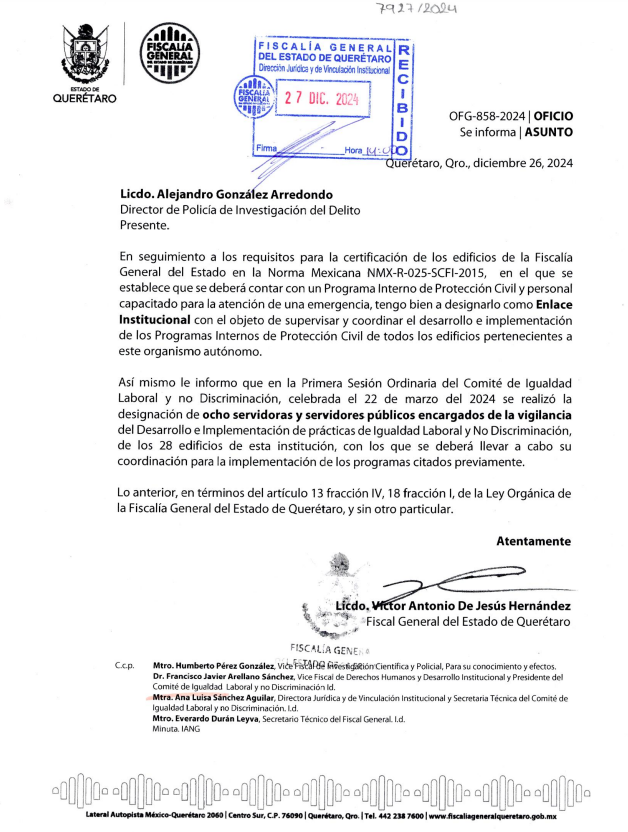 7927/2024
ESTADO DE
QUERÉTARO
FISCALÍA
GENERAL
DEL ESTADO DE QUERÉTARO
FISCALÍA GENERAL
DEL ESTADO DE QUERÉTARO
Dirección Jurídica y de Vinculación Institucional
FISCALÍA
GENERAL
27 DIC. 2024
Firma Hora
RECIBIDO
OFG-858-2024 | OFICIO
Se informa | ASUNTO
Querétaro, Qro., diciembre 26, 2024
Licdo. Alejandro González Arredondo
Director de Policía de Investigación del Delito
Presente.
En seguimiento a los requisitos para la certificación de los edificios de la Fiscalía
General del Estado en la Norma Mexicana NMX-R-025-SCFI-2015, en el que se
establece que se deberá contar con un Programa Interno de Protección Civil y personal
capacitado para la atención de una emergencia, tengo bien a designarlo como Enlace
Institucional con el objeto de supervisar y coordinar el desarrollo e implementación
de los Programas Internos de Protección Civil de todos los edificios pertenecientes a
este organismo autónomo.
Así mismo le informo que en la Primera Sesión Ordinaria del Comité de Igualdad
Laboral y no Discriminación, celebrada el 22 de marzo del 2024 se realizó la
designación de ocho servidoras y servidores públicos encargados de la vigilancia
del Desarrollo e Implementación de prácticas de Igualdad Laboral y No Discriminación,
de los 28 edificios de esta institución, con los que se deberá llevar a cabo su
coordinación para la implementación de los programas citados previamente.
Lo anterior, en términos del artículo 13 fracción IV, 18 fracción I, de la Ley Orgánica de
la Fiscalía General del Estado de Querétaro, y sin otro particular.
Atentamente
Licdo. Víctor Antonio De Jesús Hernández
Fiscal General del Estado de Querétaro
FISCALÍA GENE
C.c.p. Mtro. Humberto Pérez González, Vice Fiscal de Investigación Científica y Policial, Para su conocimiento y efectos.
Dr. Francisco Javier Arellano Sánchez, Vice Fiscal de Derechos Humanos y Desarrollo Institucional y Presidente del
Comité de Igualdad Laboral y no Discriminación Id.
Mtra. Ana Luisa Sánchez Aguilar, Directora Jurídica y de Vinculación Institucional y Secretaria Técnica del Comité de
Igualdad Laboral y no Discriminación. I.d.
Mtro. Everardo Durán Leyva, Secretario Técnico del Fiscal General. I.d.
Minuta. IANG
Lateral Autopista México-Querétaro 2060 | Centro Sur, C.P. 76090 | Querétaro, Qro. | Tel. 442 238 7600 | www.fiscaliageneralqueretaro.gob.mx